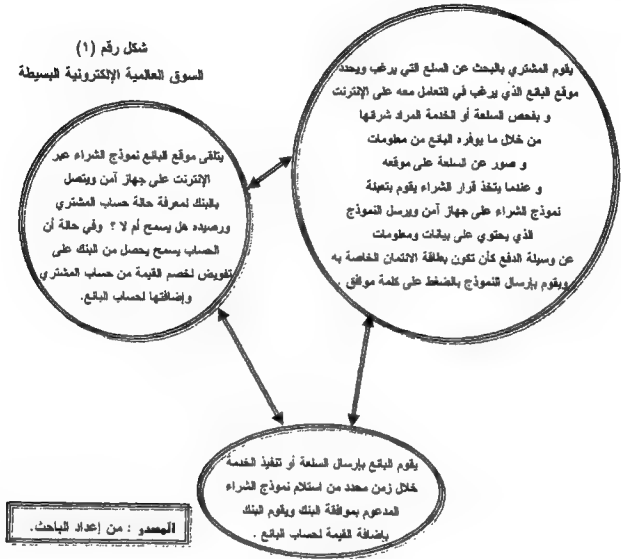 شكل رقم (١)
السوق العالمية الإلكترونية البسيطة
يقوم المشتري بالبحث عن السلع التي يرغب ويحدد
موقع البائع الذي يرغب في التعامل معه على الإنترنت
و يفحص السلعة أو الخدمة المراد شرائها
من خلال ما يوفره البائع من معلومات
و صور عن السلعة على موقعه
و عندما يتخذ قرار الشراء يقوم بتعبئة
نموذج الشراء على جهاز آمن ويرسل النموذج
الذي يحتوي على بيانات ومعلومات
عن وسيلة الدفع كأن تكون بطاقة الائتمان الخاصة به
ويقوم بإرسال النموذج بالضغط على كلمة موافق .
يتلقى موقع البائع نموذج الشراء عبر
الإنترنت على جهاز آمن ويتصل
بالبنك لمعرفة حالة حساب المشتري
ورصيده هل يسمح أم لا ؟ وفي حالة أن
الحساب يسمح يحصل من البنك على
تفويض لخصم القيمة من حساب المشتري
وإضافتها لحساب البائع.
يقوم البائع بإرسال السلعة أو تنفيذ الخدمة
خلال زمن محدد من استلام نموذج الشراء
المدعوم بموافقة البنك ويقوم البنك
بإضافة القيمة لحساب البائع .
المصدر : من إعداد الباحث.